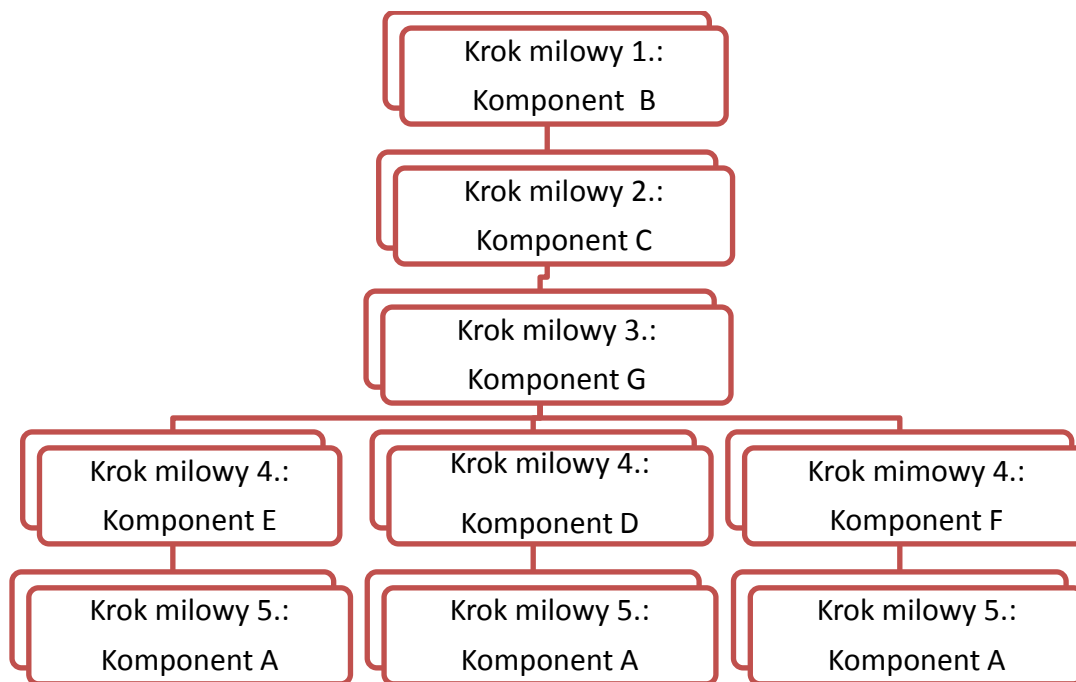 Krok milowy 1.:
Komponent  B
Krok milowy 2.:
Komponent C
Krok milowy 3.:
Komponent G
Krok milowy 4.:
Komponent E
Krok milowy 4.:
Komponent D
Krok mimowy 4.:
Komponent F
Krok milowy 5.:
Komponent A
Krok milowy 5.:
Komponent A
Krok milowy 5.:
Komponent A